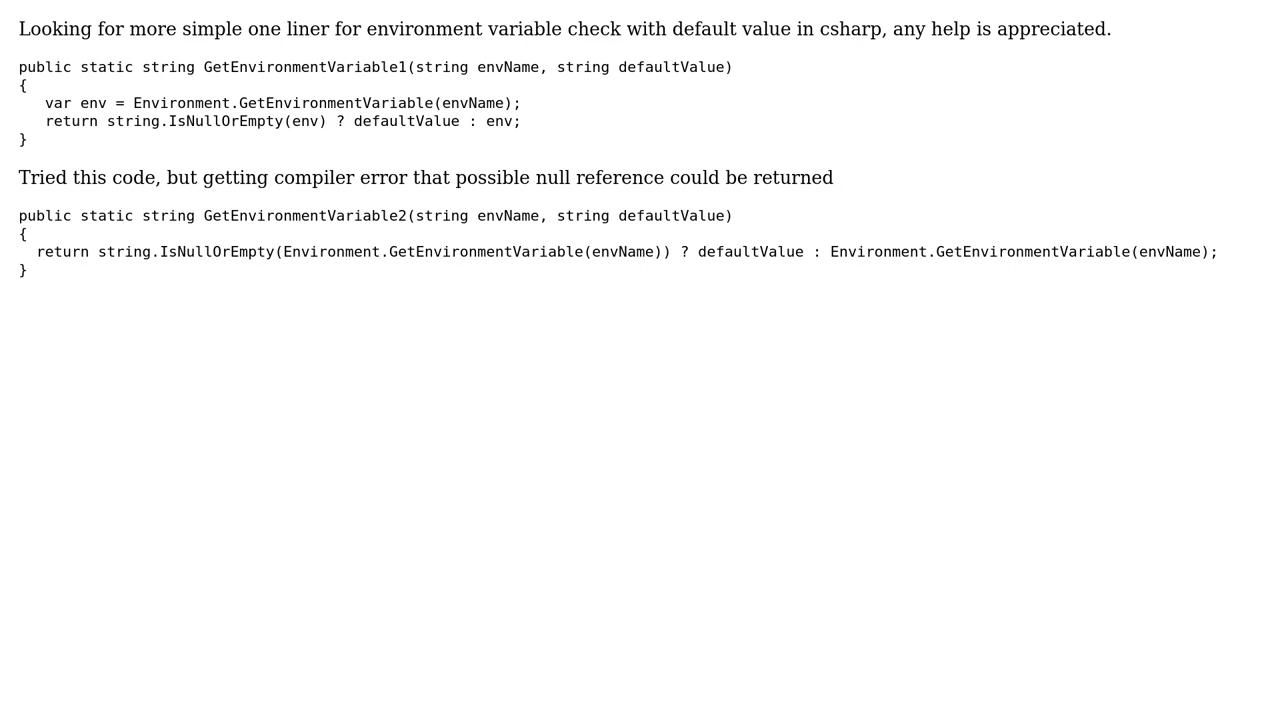 Looking for more simple one liner for environment variable check with default value in csharp, any help is appreciated.
public static string GetEnvironmentVariable1(string envName, string defaultValue)
{
   var env = Environment.GetEnvironmentVariable(envName);
   return string.IsNullOrEmpty(env) ? defaultValue : env;
}
Tried this code, but getting compiler error that possible null reference could be returned
public static string GetEnvironmentVariable2(string envName, string defaultValue)
{
  return string.IsNullOrEmpty(Environment.GetEnvironmentVariable(envName)) ? defaultValue : Environment.GetEnvironmentVariable(envName);
}